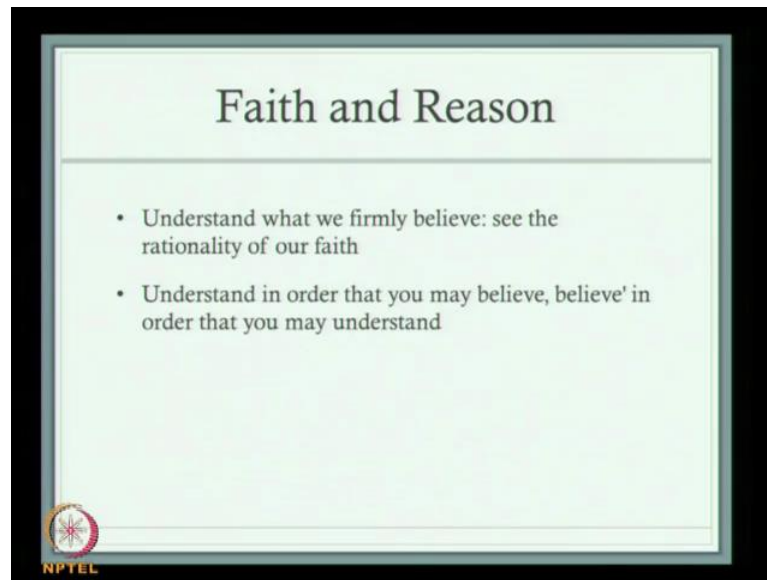 Faith and Reason
• Understand what we firmly believe: see the
rationality of our faith
• Understand in order that you may believe, believe' in
order that you may understand
NPTEL